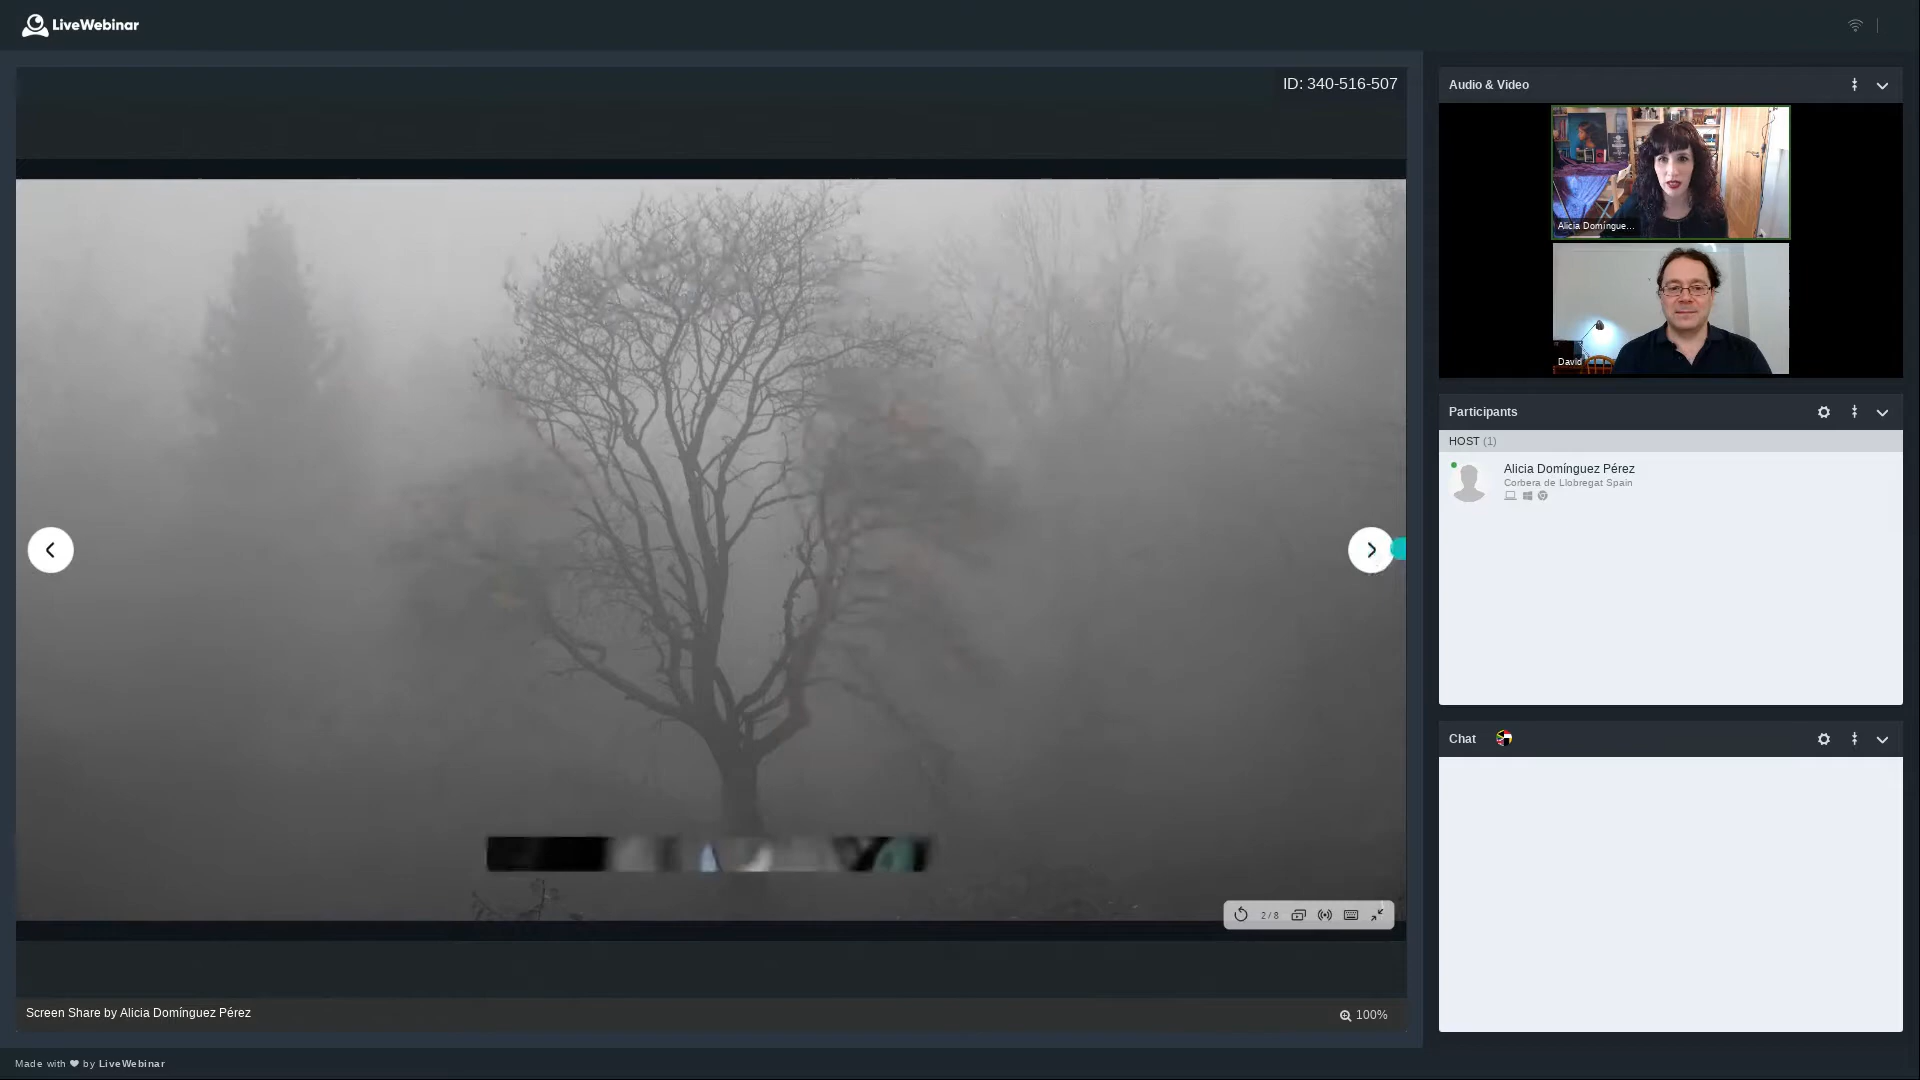 LiveWebinar
ID: 340-516-507
Audio & Video
Alicia Domíngue...
David
Participants
HOST (1)
Alicia Domínguez Pérez
Corbera de Llobregat Spain
Chat
2 / 8
Screen Share by Alicia Domínguez Pérez
100%
Made with by LiveWebinar